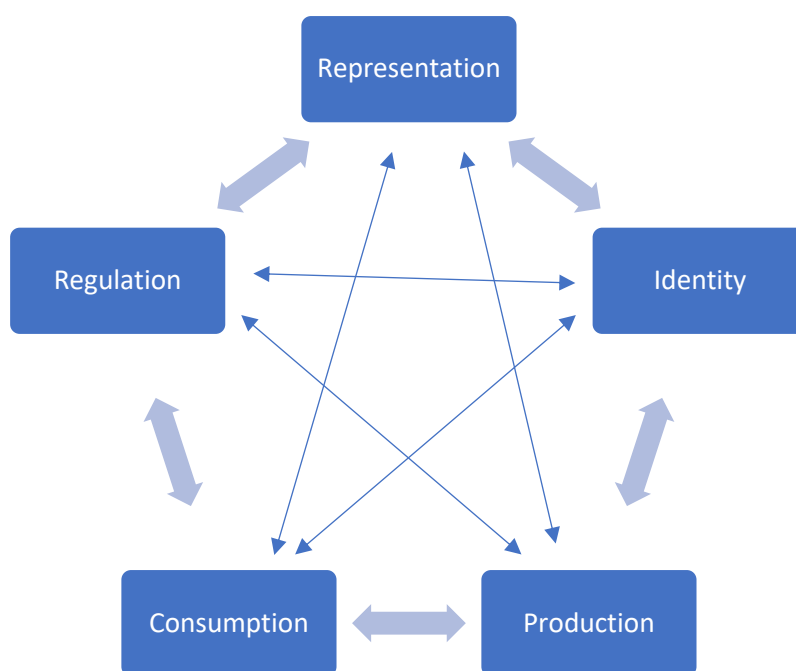 Representation
Regulation
Identity
Consumption
Production